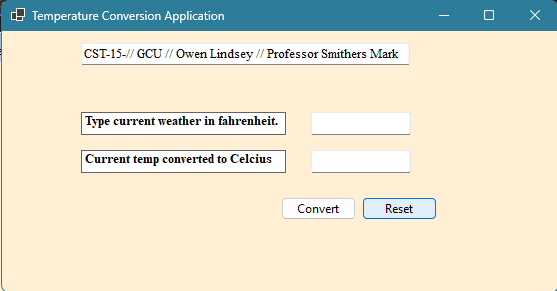 Temperature Conversion Application
CST-15-// GCU // Owen Lindsey // Professor Smithers Mark
Type current weather in fahrenheit.
Current temp converted to Celcius
Convert Reset